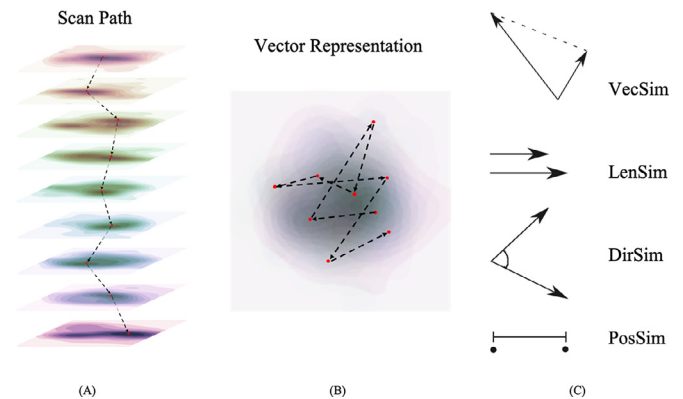 Scan Path
Vector Representation
VecSim
LenSim
DirSim
PosSim
(A)
(B)
(C)